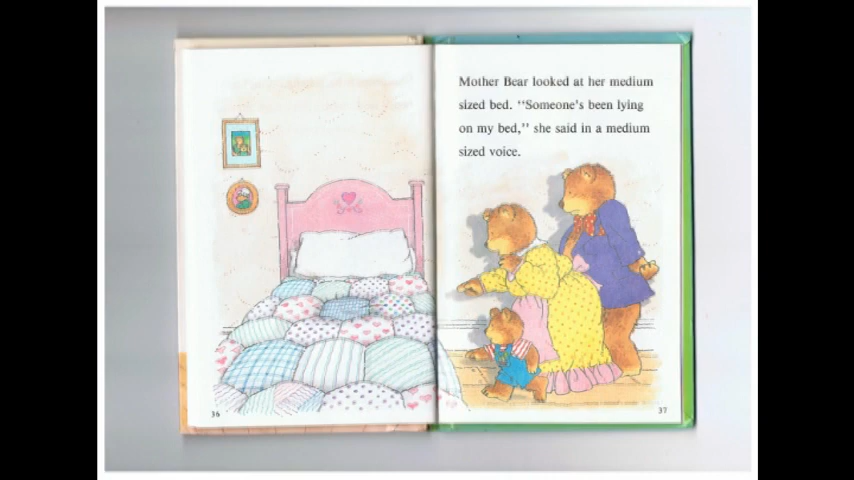 Mother Bear looked at her medium
sized bed. "Someone's been lying
on my bed," she said in a medium
sized voice.
36
37